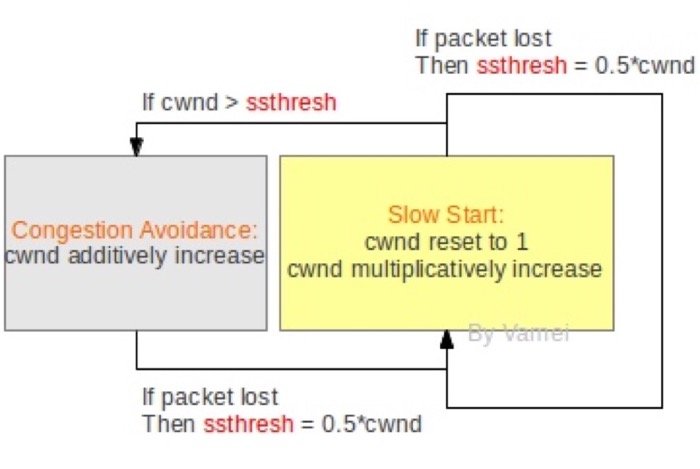 If packet lost
Then ssthresh = 0.5*cwnd
If cwnd > ssthresh
Congestion Avoidance:
cwnd additively increase
Slow Start:
cwnd reset to 1
cwnd multiplicatively increase
By Vamei
If packet lost
Then ssthresh = 0.5*cwnd